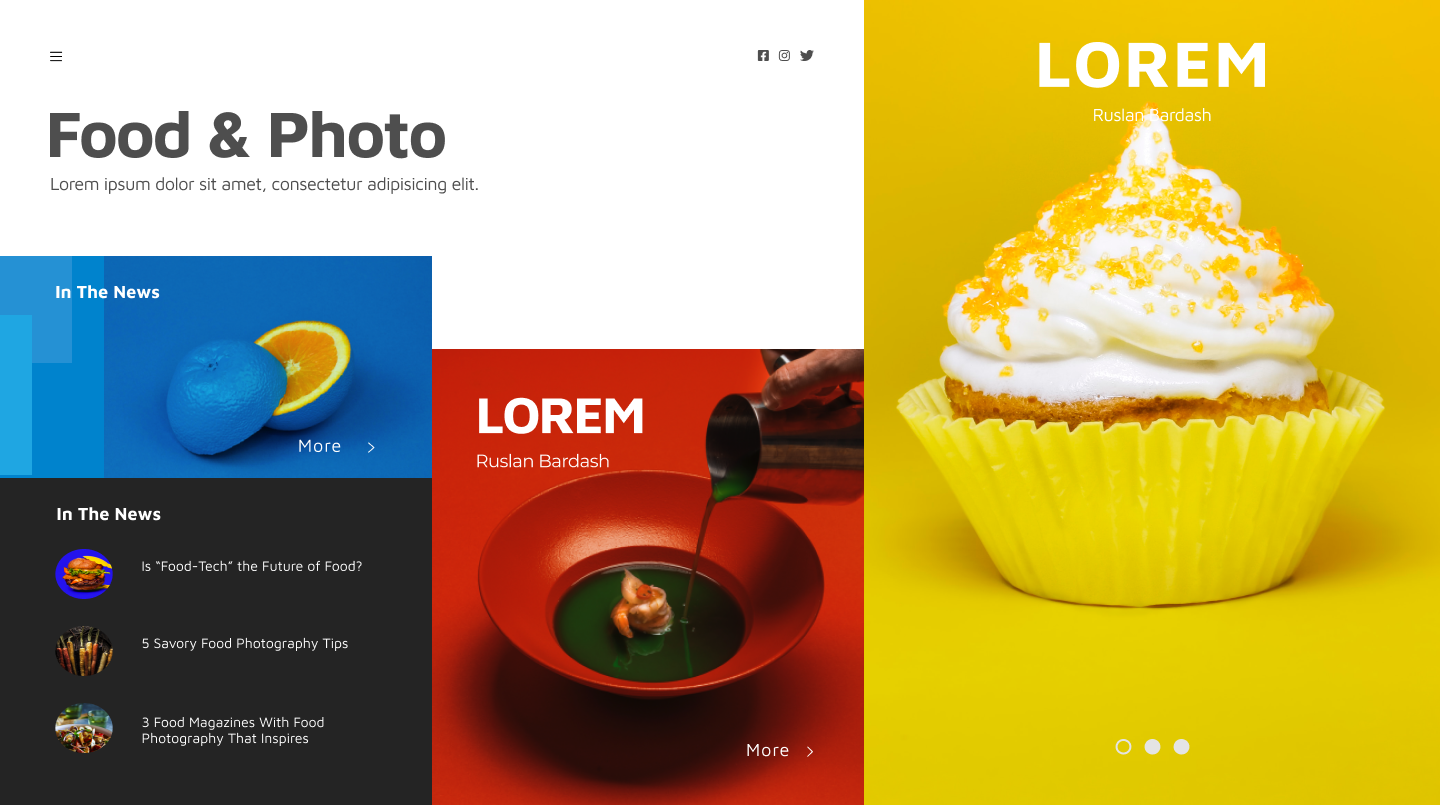 Food & Photo
Lorem ipsum dolor sit amet, consectetur adipisicing elit.
In The News
More
In The News
Is “Food-Tech” the Future of Food?
5 Savory Food Photography Tips
3 Food Magazines With Food
Photography That Inspires
LOREM
Ruslan Bardash
More
LOREM
Ruslan Bardash